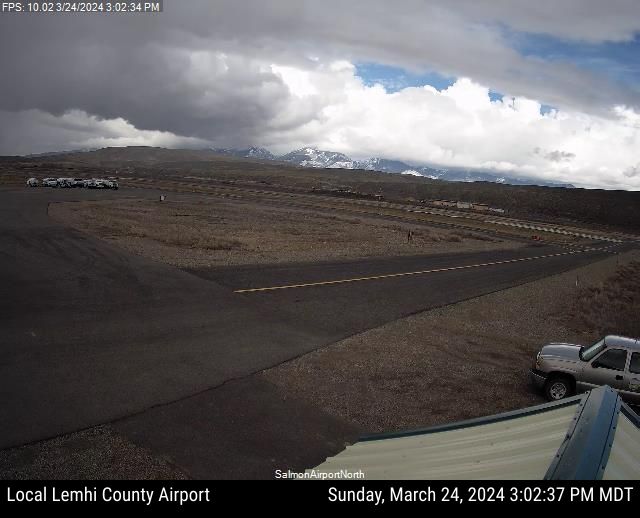 FPS: 10.02 3/24/2024 3:02:34 PM
SalmonAirportNorth
Local Lemhi County Airport Sunday, March 24, 2024 3:02:37 PM MDT